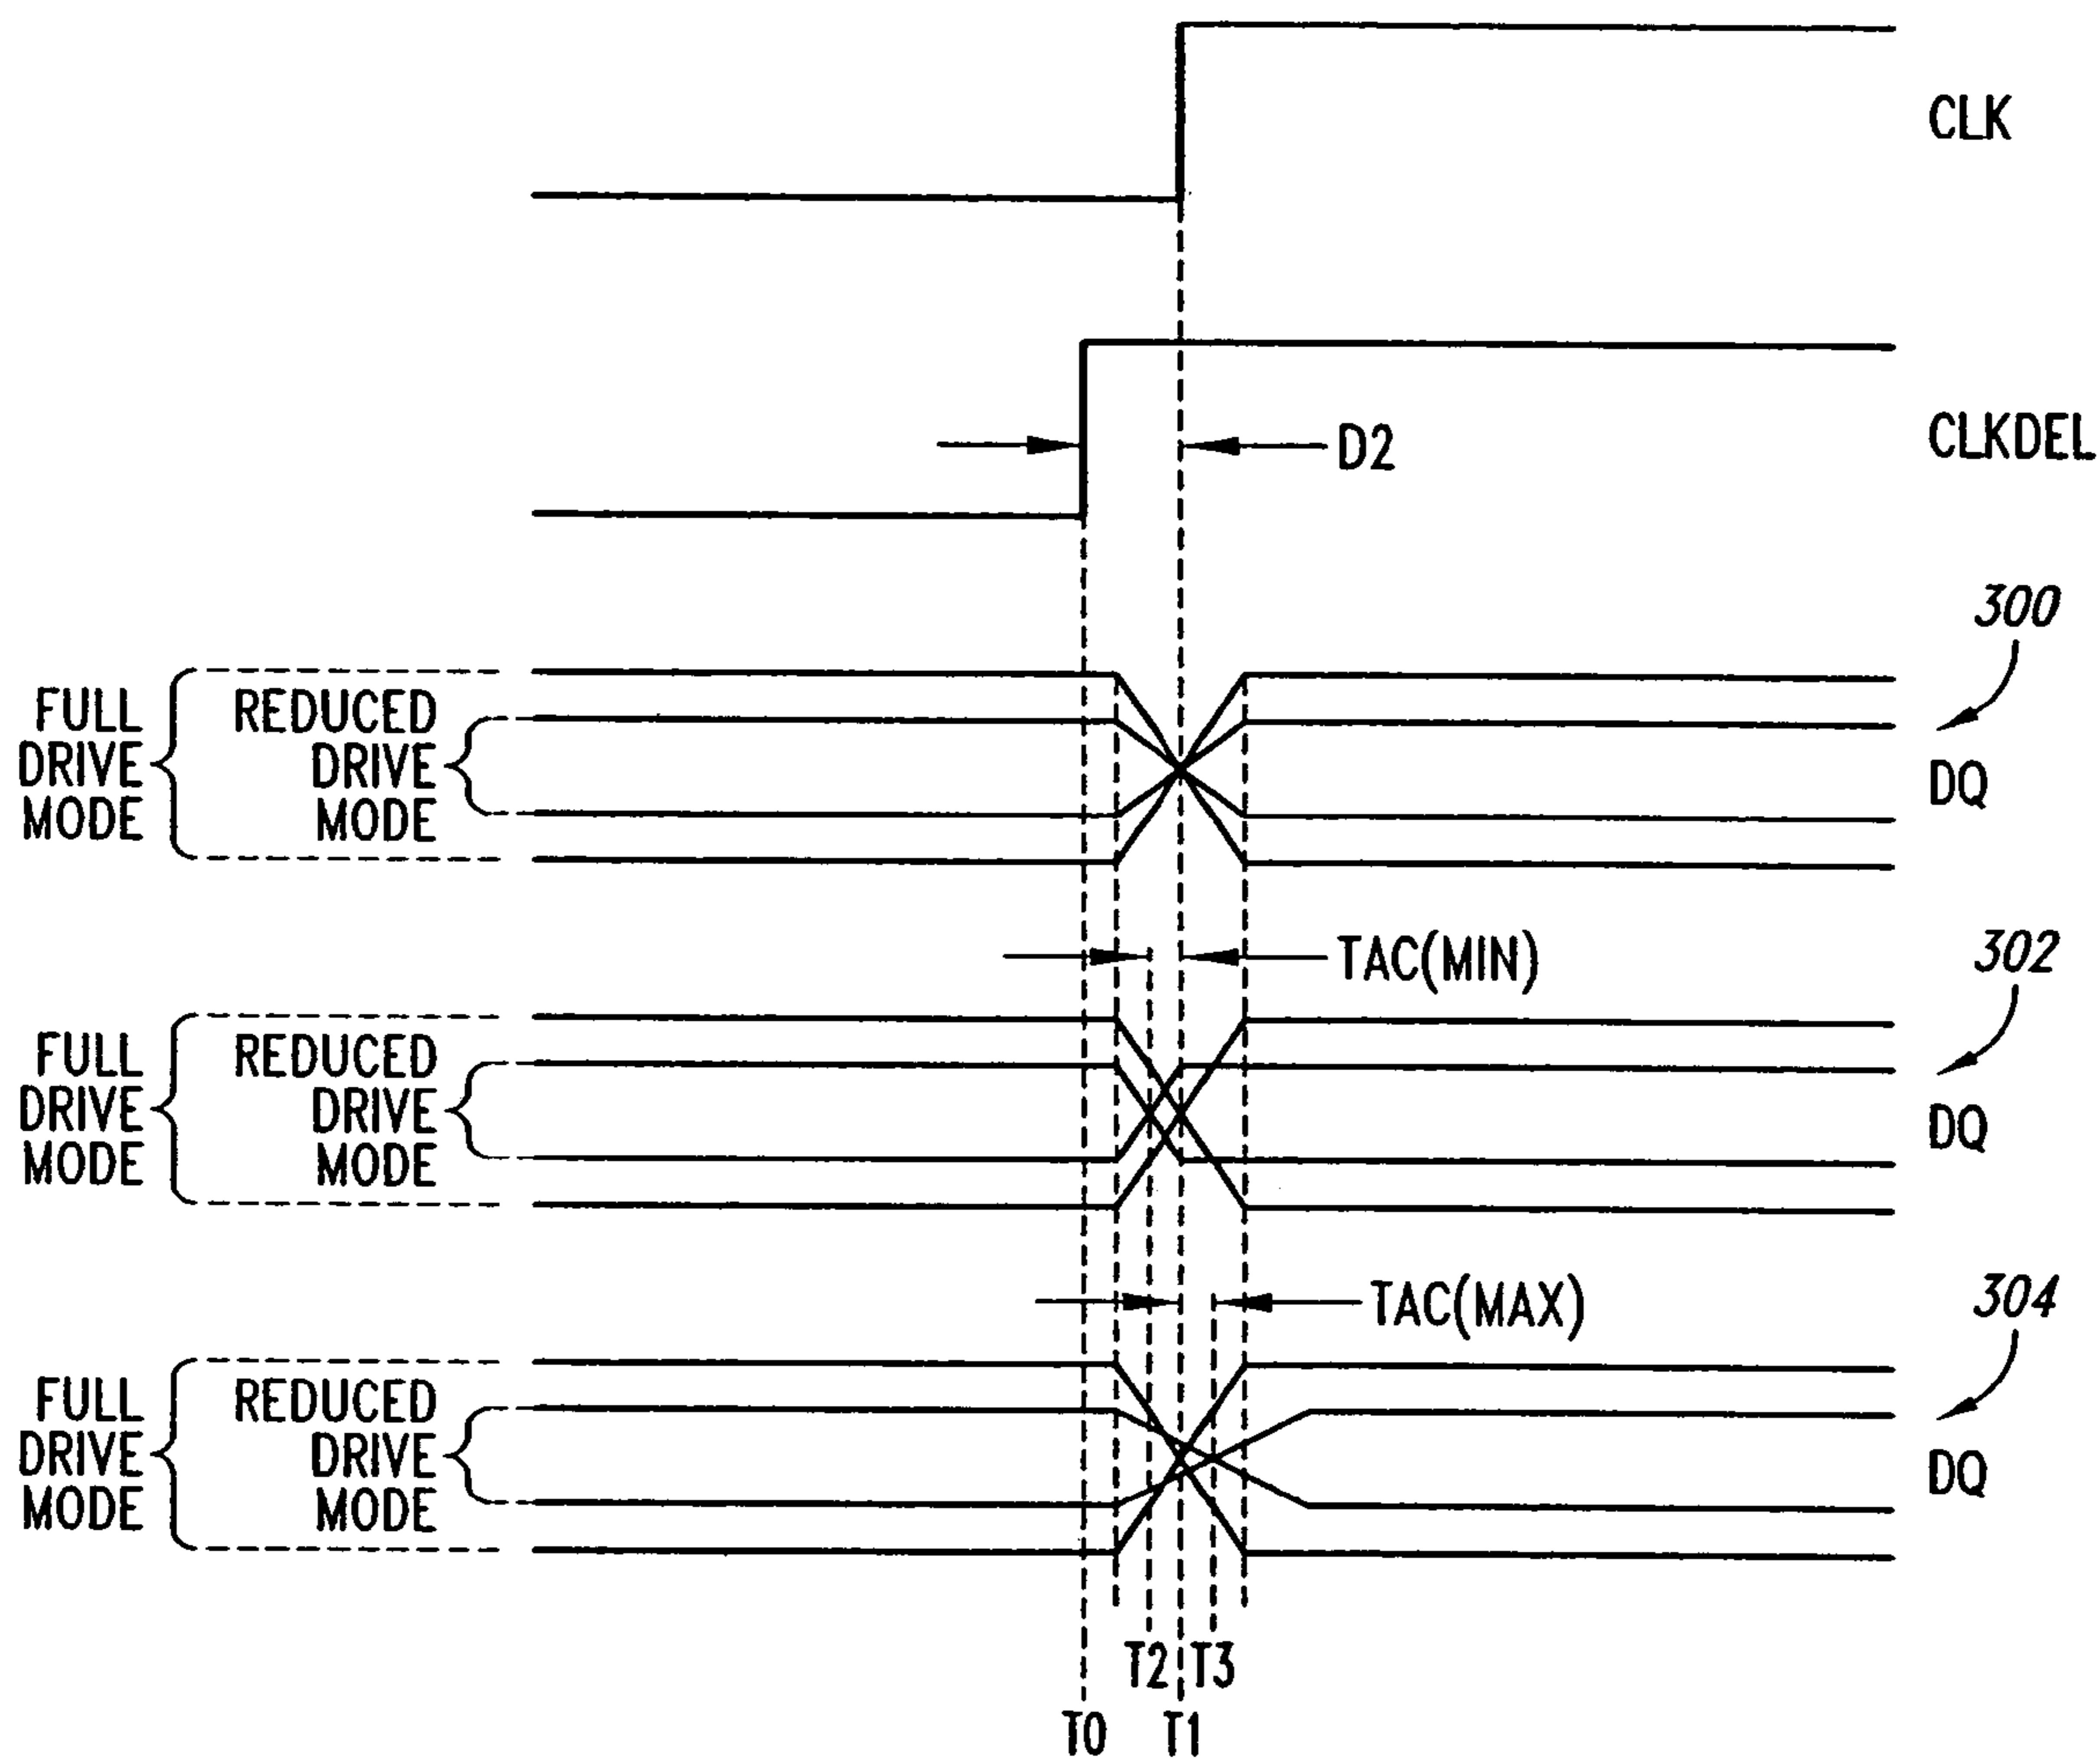 CLK
D2
CLKDEL
300
FULL
DRIVE
MODE
REDUCED
DRIVE
MODE
DQ
TAC(MIN)
302
FULL
DRIVE
MODE
REDUCED
DRIVE
MODE
DQ
TAC(MAX)
304
FULL
DRIVE
MODE
REDUCED
DRIVE
MODE
DQ
T2
T3
T0
T1